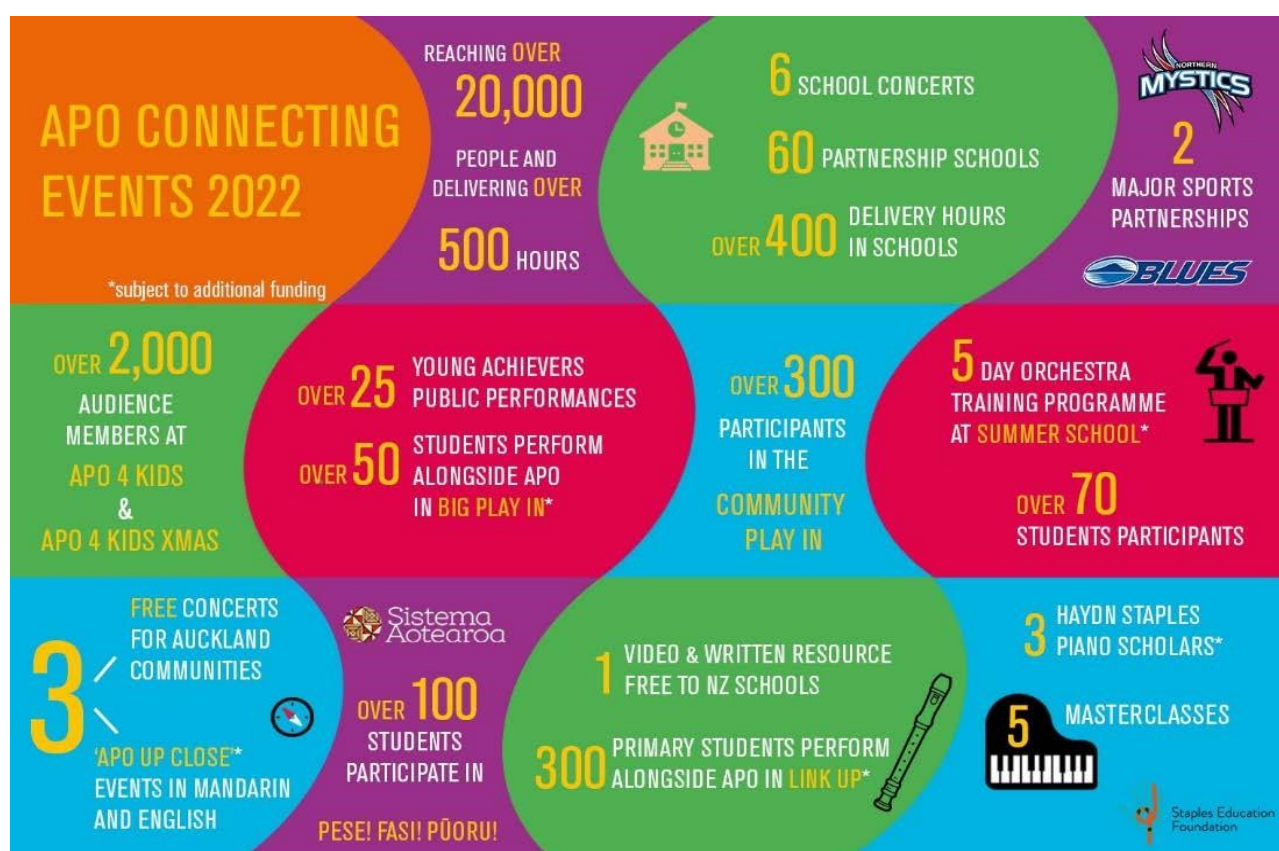 APO CONNECTING
EVENTS 2022
*subject to additional funding
REACHING OVER
20,000
PEOPLE AND
DELIVERING OVER
500 HOURS
6 SCHOOL CONCERTS
60 PARTNERSHIP SCHOOLS
OVER 400 DELIVERY HOURS
IN SCHOOLS
NORTHERN
MYSTICS
2
MAJOR SPORTS
PARTNERSHIPS
BLUES
OVER 2,000
AUDIENCE
MEMBERS AT
APO 4 KIDS
&
APO 4 KIDS XMAS
OVER 25 YOUNG ACHIEVERS
PUBLIC PERFORMANCES
OVER 50 STUDENTS PERFORM
ALONGSIDE APO
IN BIG PLAY IN*
OVER 300
PARTICIPANTS
IN THE
COMMUNITY
PLAY IN
5 DAY ORCHESTRA
TRAINING PROGRAMME
AT SUMMER SCHOOL*
OVER 70
STUDENTS PARTICIPANTS
3
FREE CONCERTS
FOR AUCKLAND
COMMUNITIES
'APO UP CLOSE'*
EVENTS IN MANDARIN
AND ENGLISH
Sistema
Aotearoa
OVER 100
STUDENTS
PARTICIPATE IN
PESE! FASI! PŪORU!
1 VIDEO & WRITTEN RESOURCE
FREE TO NZ SCHOOLS
300 PRIMARY STUDENTS PERFORM
ALONGSIDE APO IN LINK UP*
3 HAYDN STAPLES
PIANO SCHOLARS*
5 MASTERCLASSES
Staples Education
Foundation